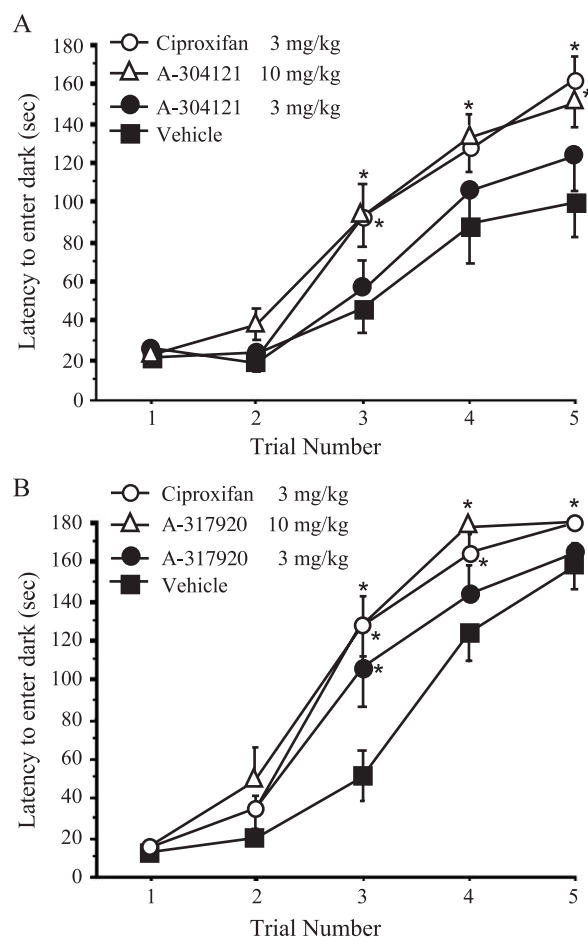 A
Ciproxifan 3 mg/kg
A-304121 10 mg/kg
A-304121 3 mg/kg
Vehicle
Latency to enter dark (sec)
180
160
140
120
100
80
60
40
20
0
* * * * * *
1 2 3 4 5
Trial Number
B
Ciproxifan 3 mg/kg
A-317920 10 mg/kg
A-317920 3 mg/kg
Vehicle
Latency to enter dark (sec)
180
160
140
120
100
80
60
40
20
0
* * * * * *
1 2 3 4 5
Trial Number